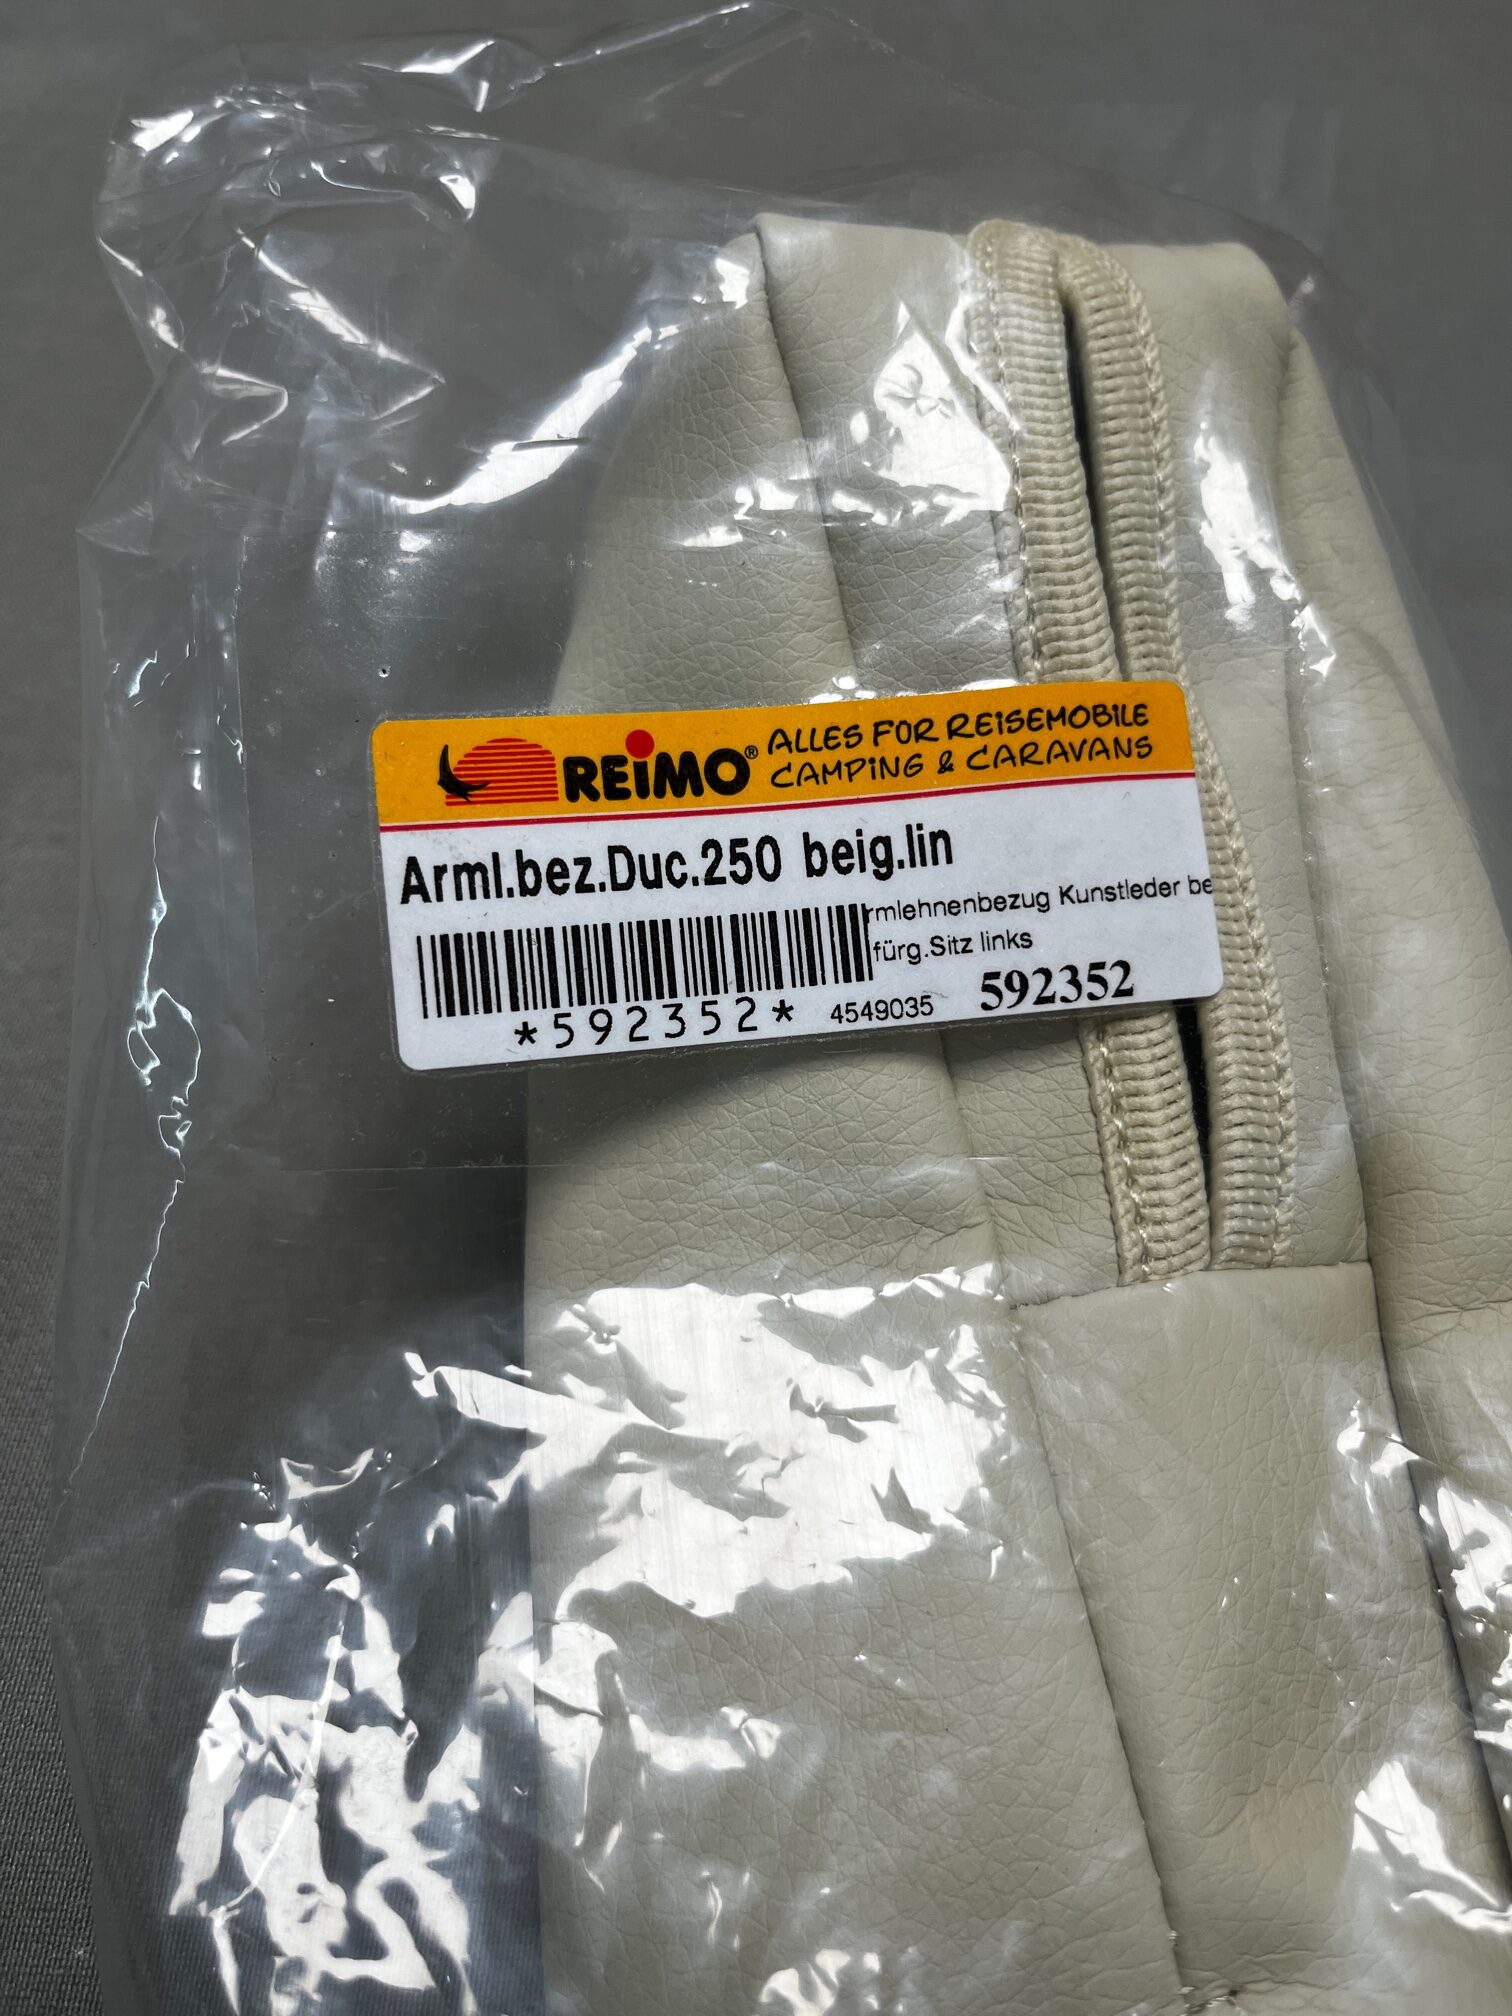 REIMO® ALLES FÜR REISEMOBILE
CAMPING & CARAVANS
Arml.bez.Duc.250 beig.lin
rmlehnenbezug Kunstleder be
fürg.Sitz links
*592352* 4549035 592352